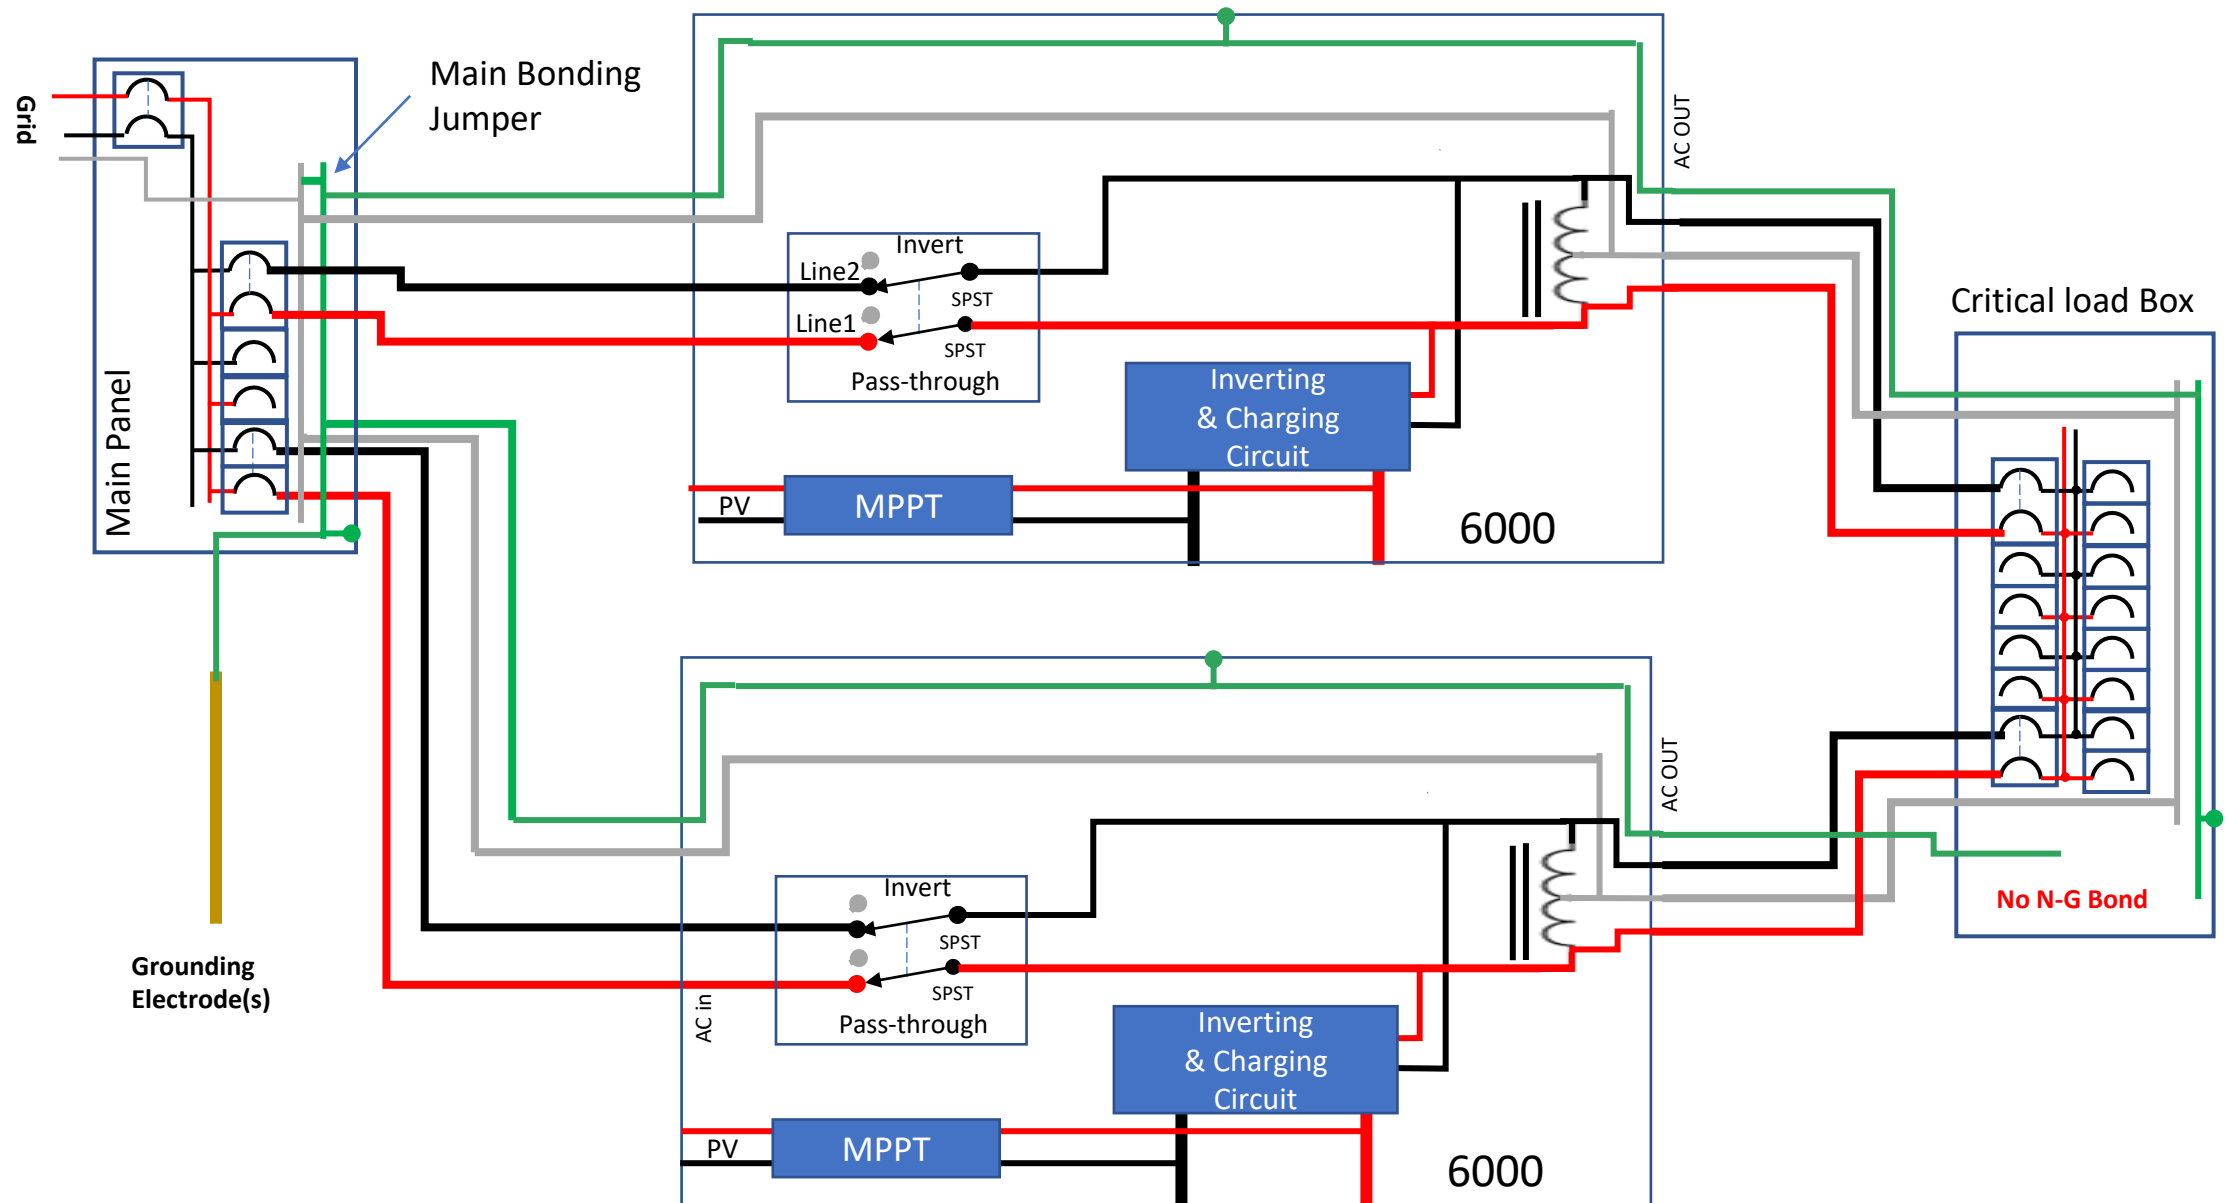 Grid
Main Bonding
Jumper
Main Panel
Grounding
Electrode(s)
AC OUT
Invert
Line2
SPST
Line1
SPST
Pass-through
Inverting
& Charging
Circuit
PV
MPPT
6000
Critical load Box
No N-G Bond
AC OUT
AC in
Invert
SPST
SPST
Pass-through
Inverting
& Charging
Circuit
PV
MPPT
6000